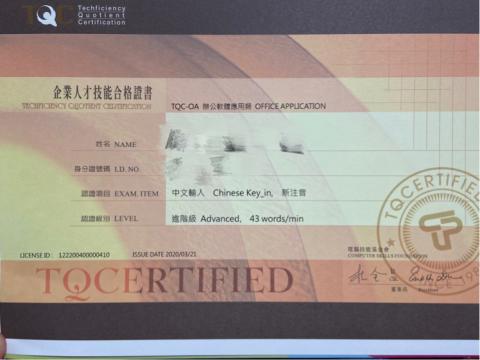 TQC Techficiency
Quotient
Certification
企業人才技能合格證書
TECHFICIENCY QUOTIENT CERTIFICATION
TQC-OA 辦公軟體應用類 OFFICE APPLICATION
姓名 NAME
身分證號碼 I.D. NO.
認證項目 EXAM. ITEM 中文輸入 Chinese Key_in, 新注音
認證級別 LEVEL 進階級 Advanced, 43 words/min
LICENSE ID : 122200400000410 ISSUE DATE 2020/03/21
電腦技能基金會
COMPUTER SKILLS FOUNDATION
TQCERTIFIED
董事長 President
TQCERTIFIED